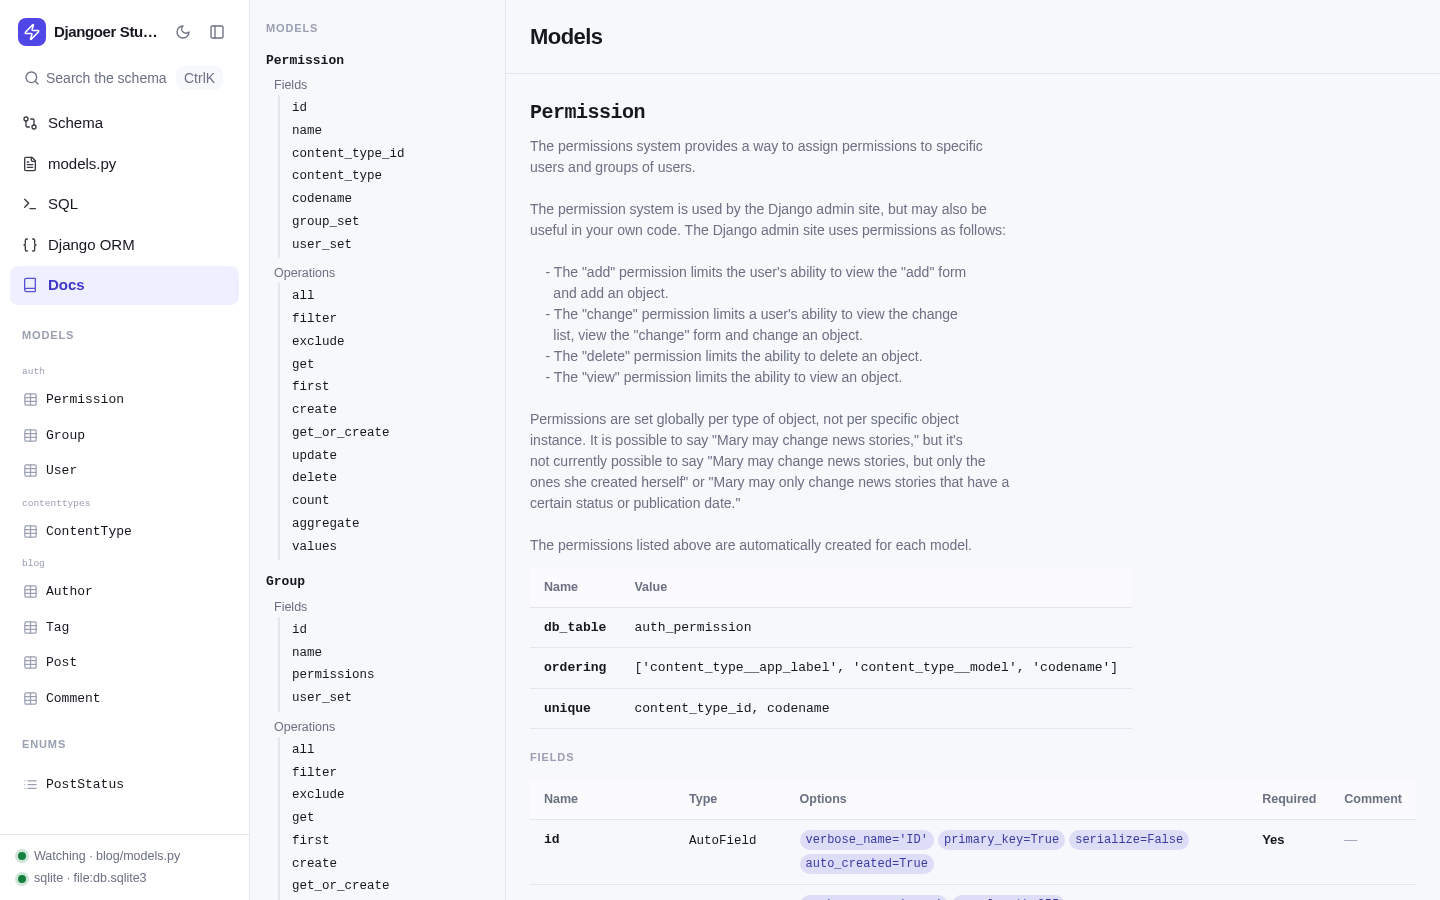 Djangoer Stu…
Search the schema CtrlK
Schema
models.py
SQL
Django ORM
Docs
MODELS
auth
Permission
Group
User
contenttypes
ContentType
blog
Author
Tag
Post
Comment
ENUMS
PostStatus
Watching · blog/models.py
sqlite · file:db.sqlite3
MODELS
Permission
Fields
id
name
content_type_id
content_type
codename
group_set
user_set
Operations
all
filter
exclude
get
first
create
get_or_create
update
delete
count
aggregate
values
Group
Fields
id
name
permissions
user_set
Operations
all
filter
exclude
get
first
create
get_or_create
Models
Permission
The permissions system provides a way to assign permissions to specific
users and groups of users.
The permission system is used by the Django admin site, but may also be
useful in your own code. The Django admin site uses permissions as follows:
- The "add" permission limits the user's ability to view the "add" form
and add an object.
- The "change" permission limits a user's ability to view the change
list, view the "change" form and change an object.
- The "delete" permission limits the ability to delete an object.
- The "view" permission limits the ability to view an object.
Permissions are set globally per type of object, not per specific object
instance. It is possible to say "Mary may change news stories," but it's
not currently possible to say "Mary may change news stories, but only the
ones she created herself" or "Mary may only change news stories that have a
certain status or publication date."
The permissions listed above are automatically created for each model.
Name Value
db_table auth_permission
ordering ['content_type__app_label', 'content_type__model', 'codename']
unique content_type_id, codename
FIELDS
Name Type Options Required Comment
id AutoField verbose_name='ID' primary_key=True serialize=False Yes —
auto_created=True